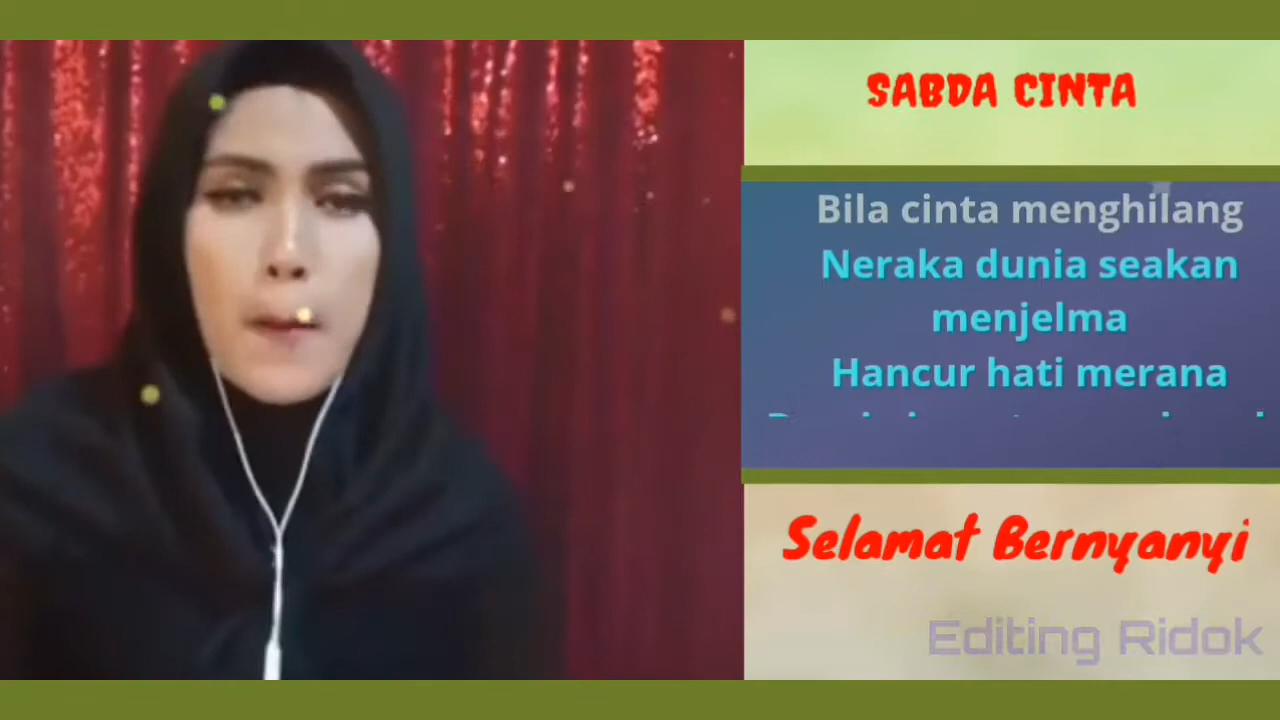 SABDA CINTA
Bila cinta menghilang
Neraka dunia seakan
menjelma
Hancur hati merana
Selamat Bernyanyi
Editing Ridok